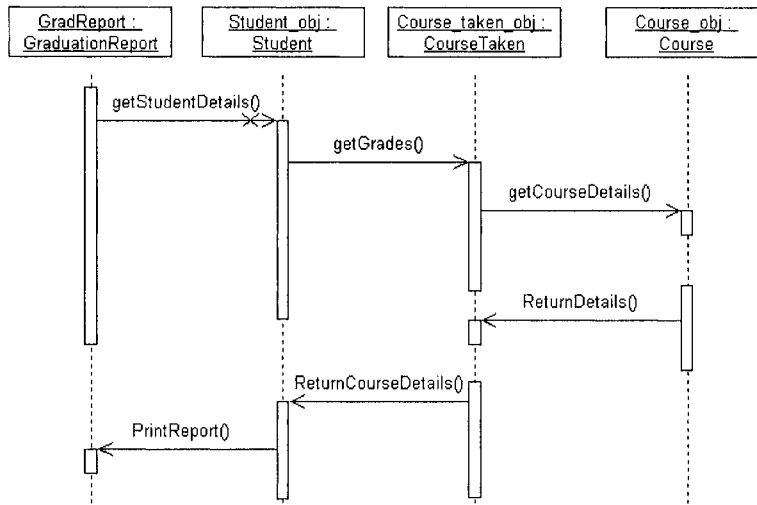 GradReport :
GraduationReport
Student_obj :
Student
Course_taken_obj :
CourseTaken
Course_obj :
Course
getStudentDetails()
getGrades()
getCourseDetails()
ReturnDetails()
ReturnCourseDetails()
PrintReport()